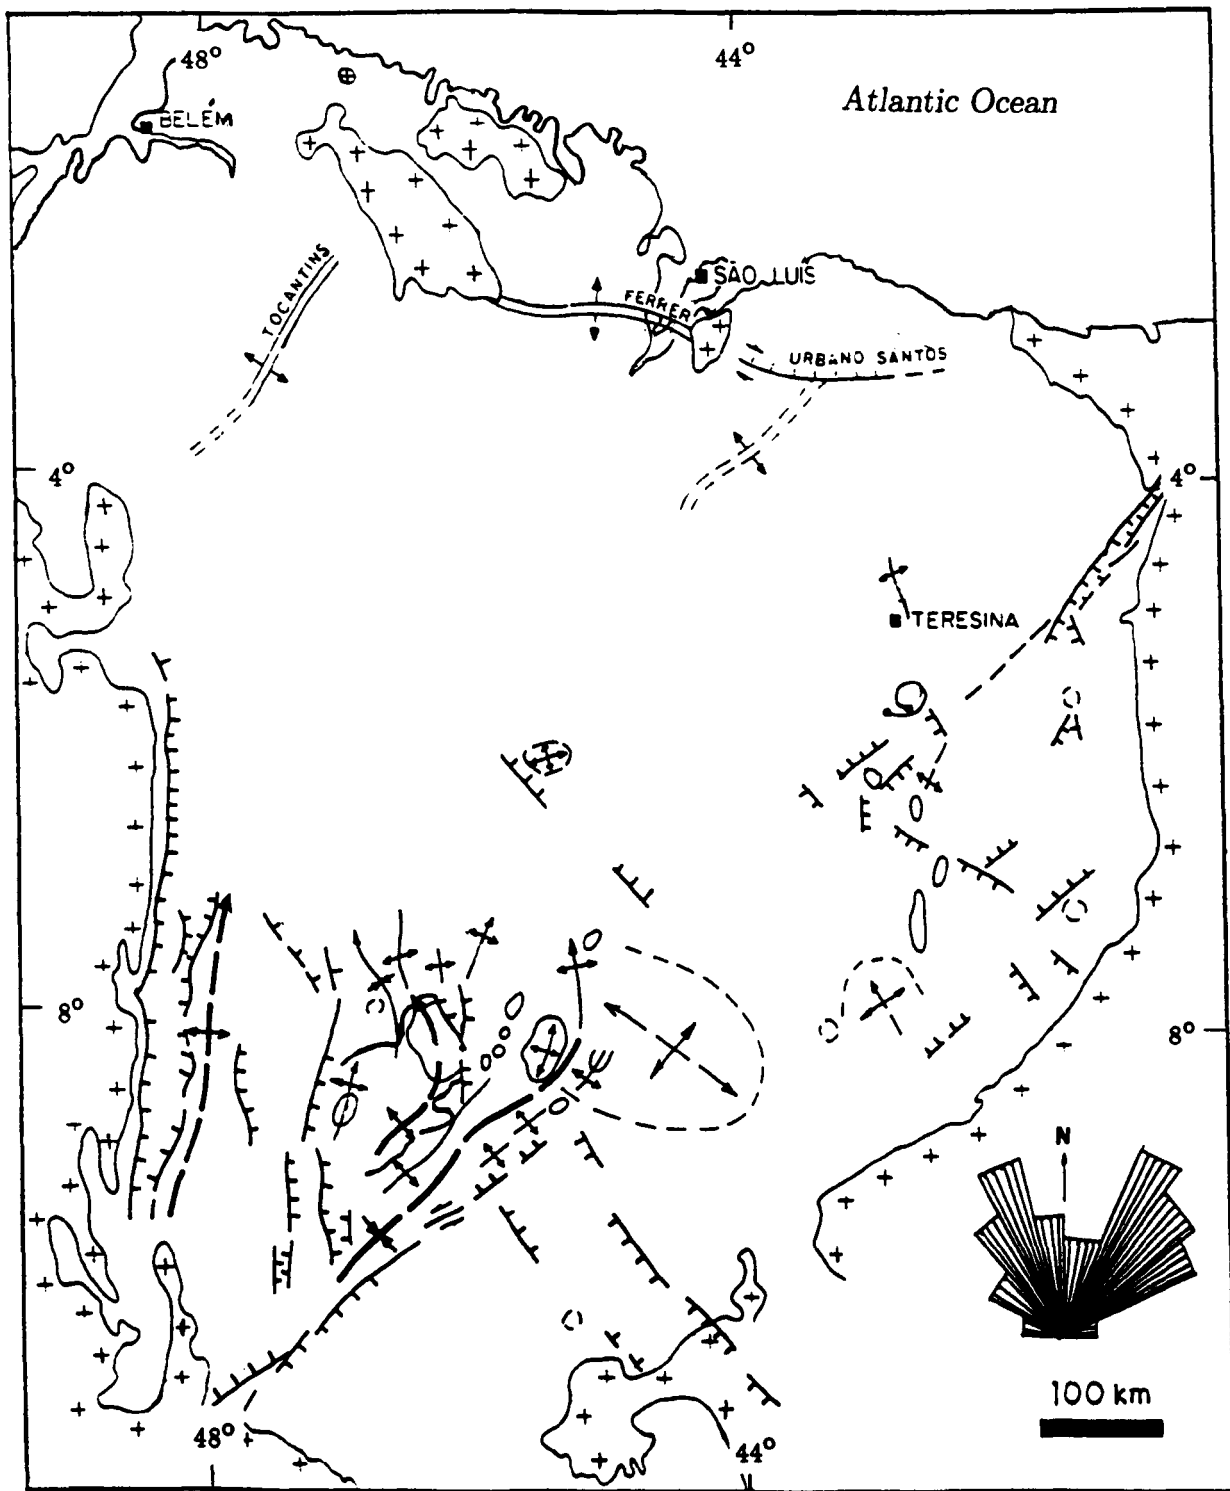 48°
44°
Atlantic Ocean
BELÉM
TOCANTINS
SÃO LUÍS
FERRER
URBANO SANTOS
4°
4°
TERESINA
8°
8°
N
100 km
48°
44°